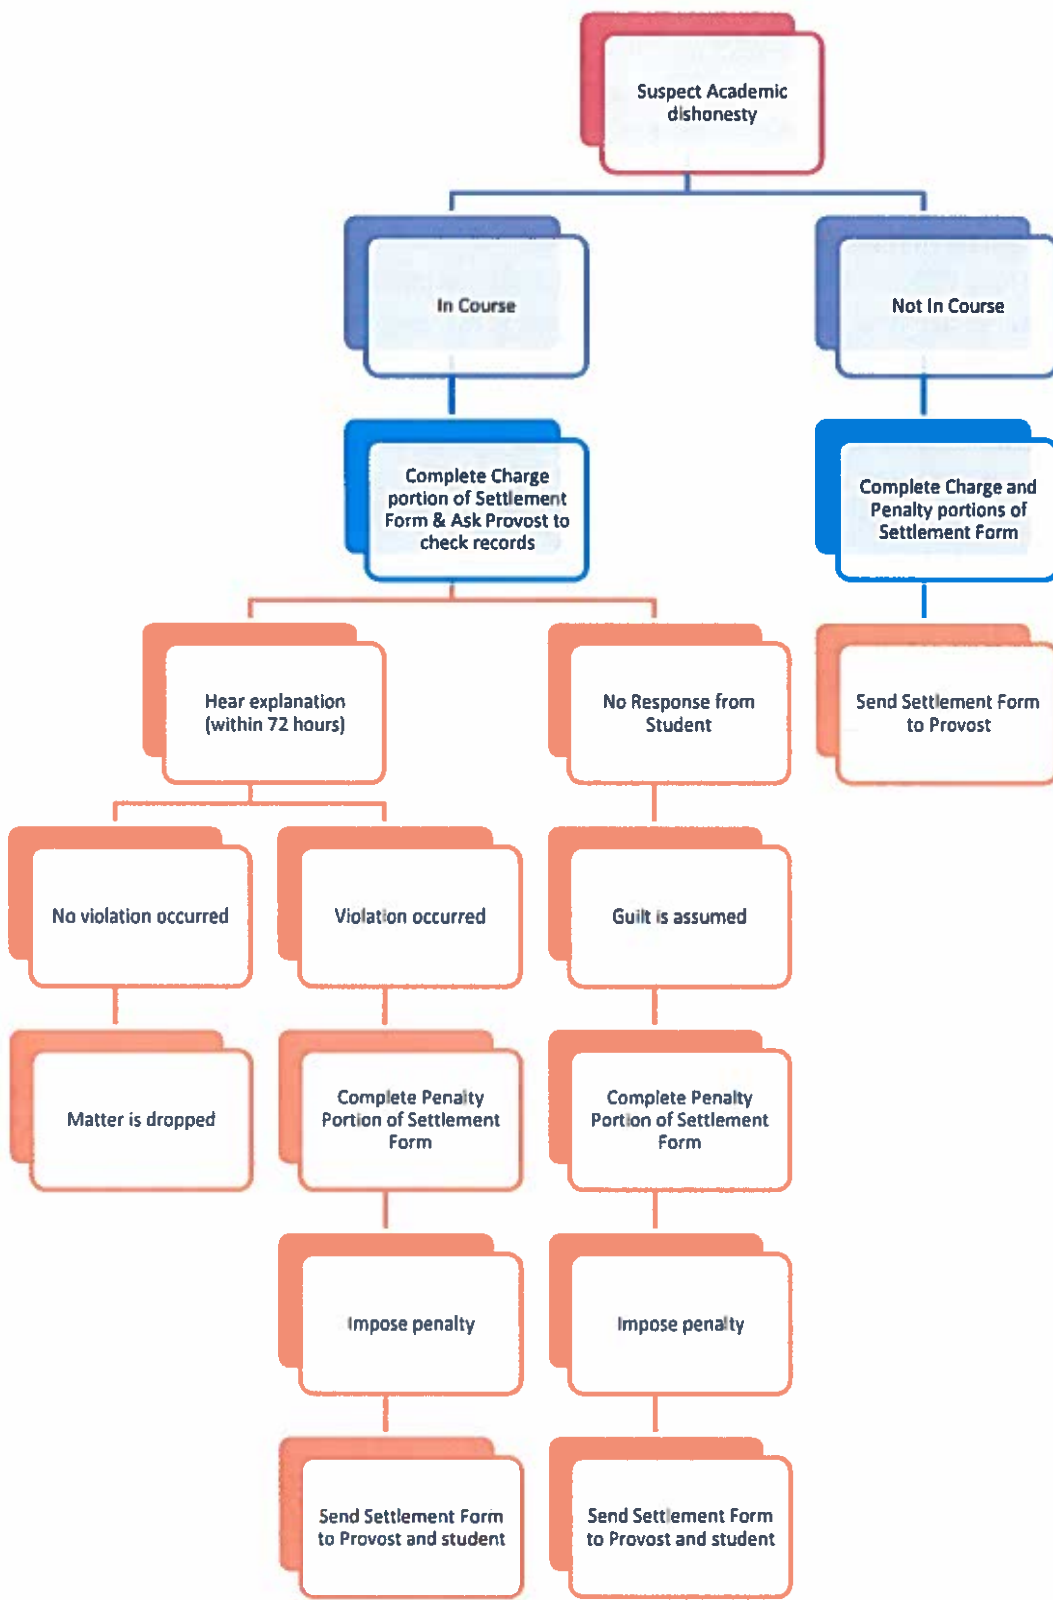 Suspect Academic
dishonesty
In Course
Not In Course
Complete Charge
portion of Settlement
Form & Ask Provost to
check records
Complete Charge and
Penalty portions of
Settlement Form
Hear explanation
(within 72 hours)
No Response from
Student
Send Settlement Form
to Provost
No violation occurred
Violation occurred
Guilt is assumed
Matter is dropped
Complete Penalty
Portion of Settlement
Form
Complete Penalty
Portion of Settlement
Form
Impose penalty
Impose penalty
Send Settlement Form
to Provost and student
Send Settlement Form
to Provost and student